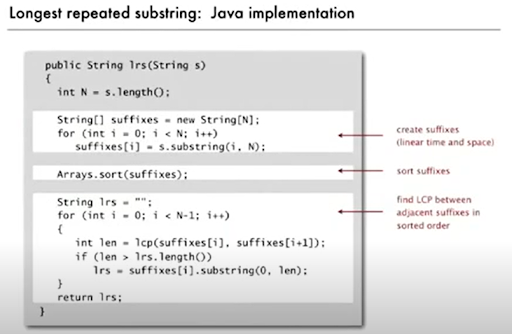 Longest repeated substring: Java implementation
public String lrs(String s)
{
int N = s.length();
String[] suffixes = new String[N];
for (int i = 0; i < N; i++)
suffixes[i] = s.substring(i, N);
create suffixes
(linear time and space)
Arrays.sort(suffixes);
sort suffixes
String lrs = "";
for (int i = 0; i < N-1; i++)
{
int len = lcp(suffixes[i], suffixes[i+1]);
if (len > lrs.length())
lrs = suffixes[i].substring(0, len);
}
return lrs;
}
find LCP between
adjacent suffixes in
sorted order